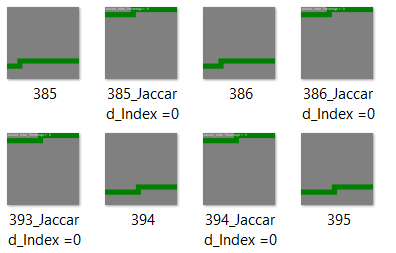 385
385_Jaccar
d_Index =0
386
386_Jaccar
d_Index =0
393_Jaccar
d_Index =0
394
394_Jaccar
d_Index =0
395